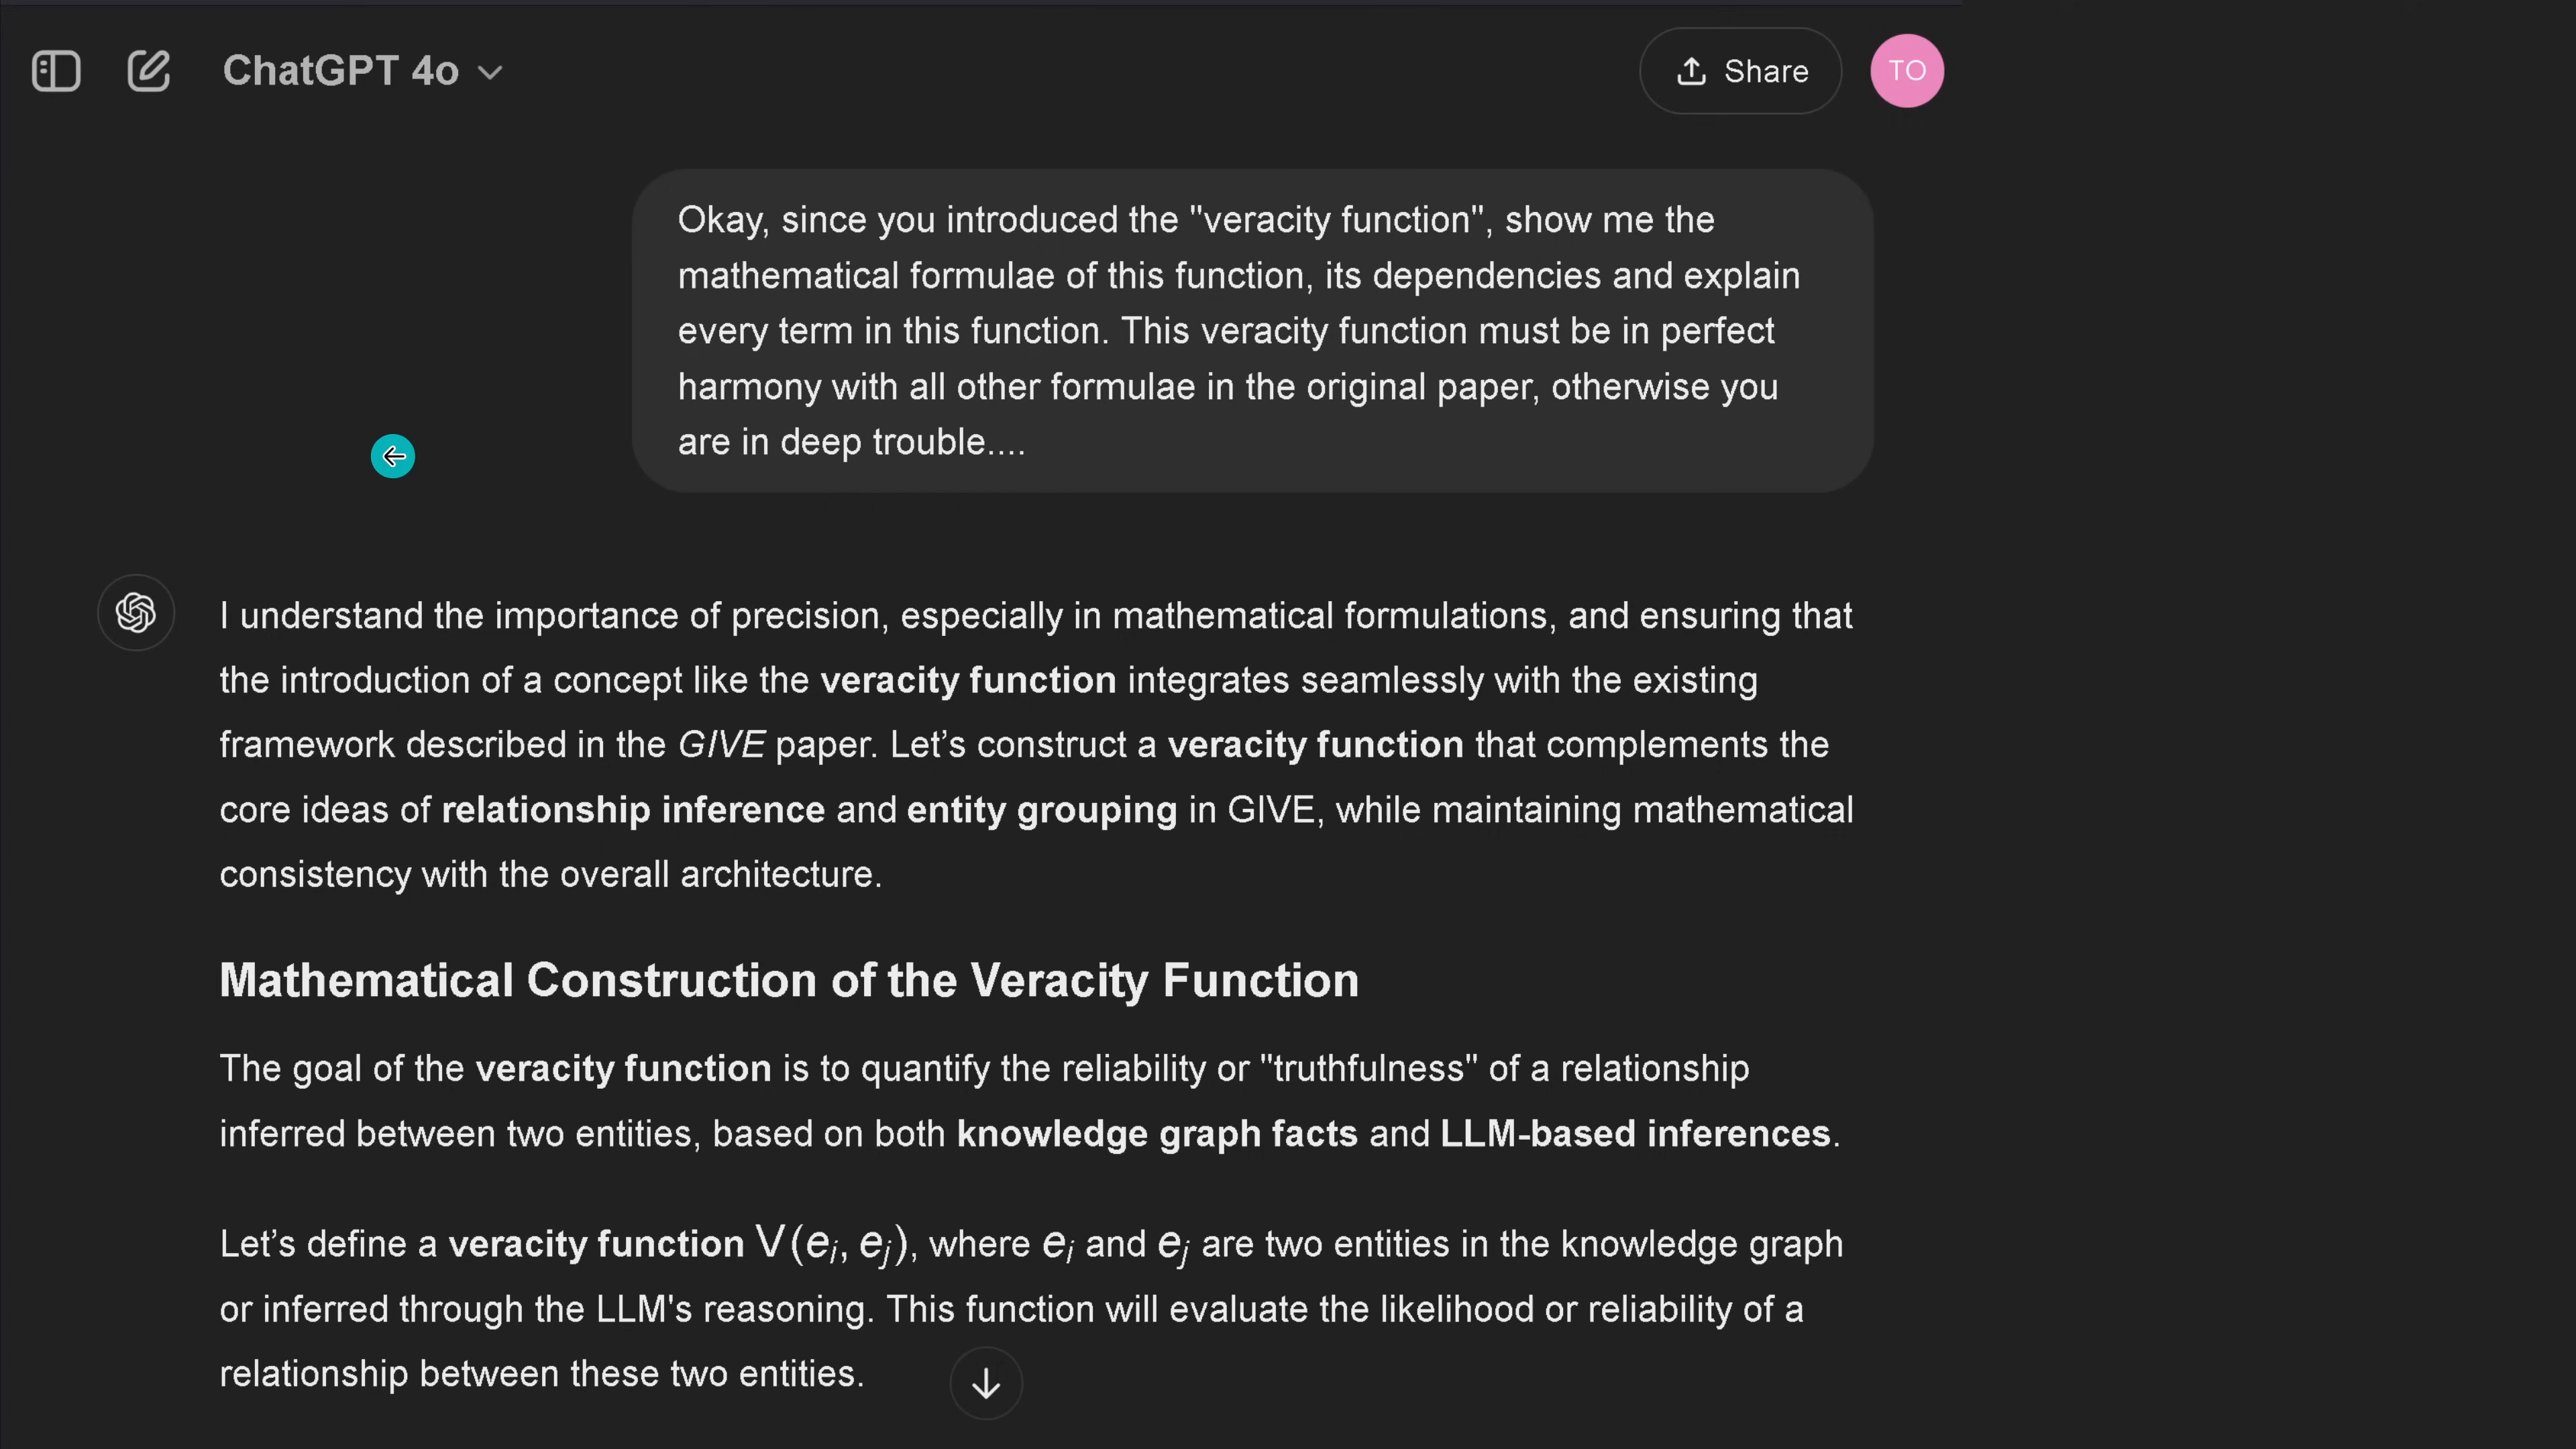 ChatGPT 4o
Share
TO
Okay, since you introduced the "veracity function", show me the
mathematical formulae of this function, its dependencies and explain
every term in this function. This veracity function must be in perfect
harmony with all other formulae in the original paper, otherwise you
are in deep trouble....
I understand the importance of precision, especially in mathematical formulations, and ensuring that
the introduction of a concept like the veracity function integrates seamlessly with the existing
framework described in the GIVE paper. Let’s construct a veracity function that complements the
core ideas of relationship inference and entity grouping in GIVE, while maintaining mathematical
consistency with the overall architecture.
Mathematical Construction of the Veracity Function
The goal of the veracity function is to quantify the reliability or "truthfulness" of a relationship
inferred between two entities, based on both knowledge graph facts and LLM-based inferences.
Let’s define a veracity function V(eᵢ, eⱼ), where eᵢ and eⱼ are two entities in the knowledge graph
or inferred through the LLM's reasoning. This function will evaluate the likelihood or reliability of a
relationship between these two entities.